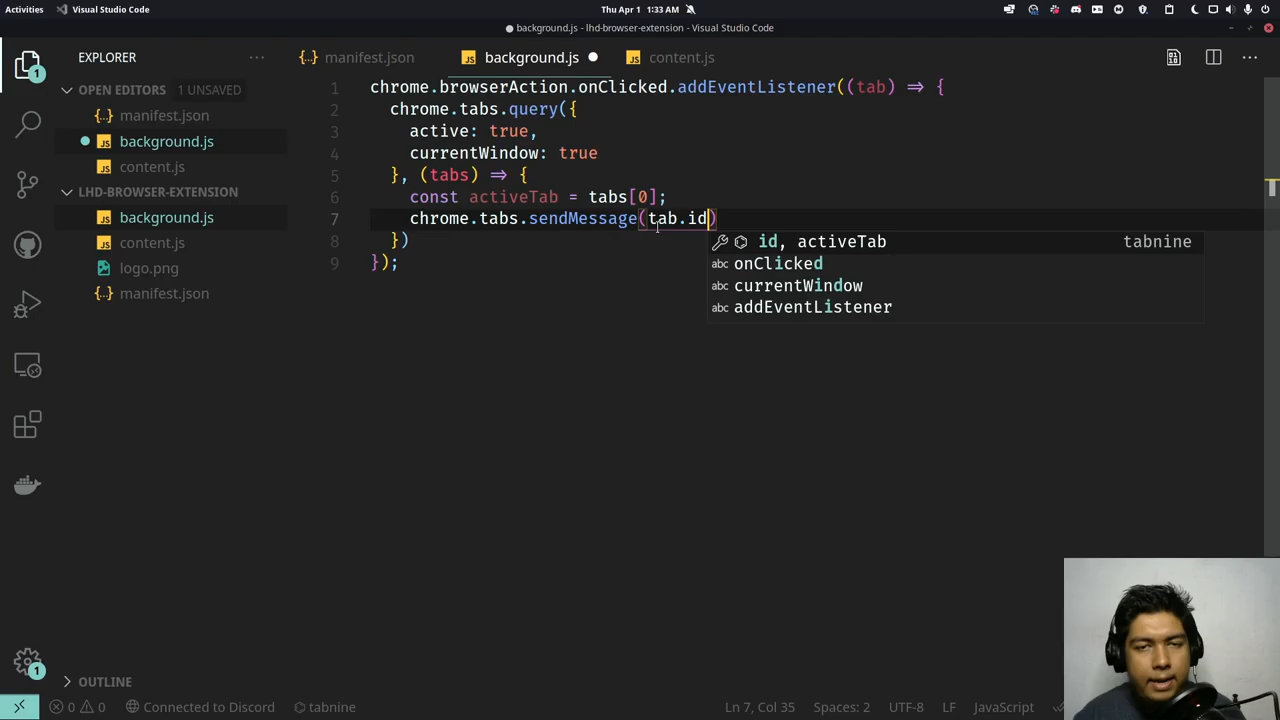 Activities
Visual Studio Code
Thu Apr 1 1:33 AM
background.js - lhd-browser-extension - Visual Studio Code
EXPLORER
manifest.json
background.js
content.js
OPEN EDITORS
1 UNSAVED
manifest.json
background.js
content.js
LHD-BROWSER-EXTENSION
background.js
content.js
logo.png
manifest.json
1 chrome.browserAction.onClicked.addEventListener((tab) => {
2 chrome.tabs.query({
3 active: true,
4 currentWindow: true
5 }, (tabs) => {
6 const activeTab = tabs[0];
7 chrome.tabs.sendMessage(tab.id)
8 })
9 });
id, activeTab tabnine
onClicked
currentWindow
addEventListener
1
1
OUTLINE
0 0 Connected to Discord tabnine
Ln 7, Col 35 Spaces: 2 UTF-8 LF JavaScript